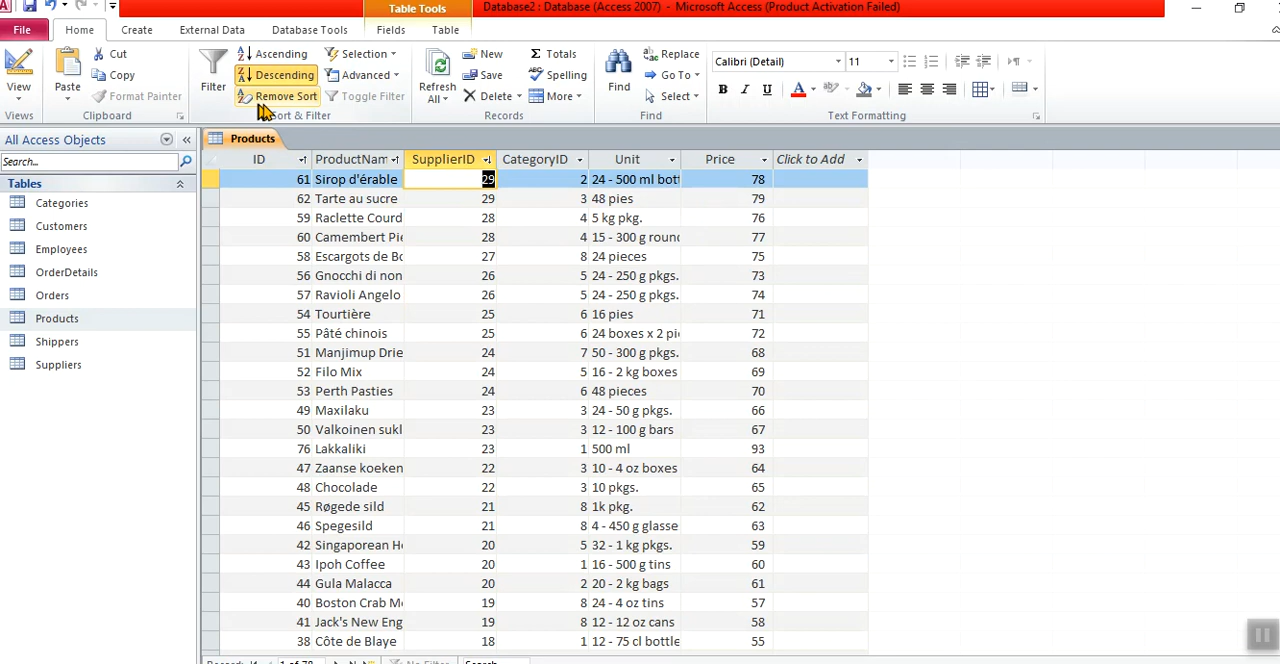 Table Tools
Database2 : Database (Access 2007) - Microsoft Access (Product Activation Failed)
File Home Create External Data Database Tools Fields Table
View
Views
Paste
Cut
Copy
Format Painter
Clipboard
Filter
Ascending
Descending
Remove Sort
Selection
Advanced
Toggle Filter
Sort & Filter
Refresh All
New
Save
Delete
Totals
Spelling
More
Records
Find
Replace
Go To
Select
Find
Calibri (Detail) 11
B I U A ab
Text Formatting
All Access Objects
Search...
Tables
Categories
Customers
Employees
OrderDetails
Orders
Products
Shippers
Suppliers
Products
ID ProductNam SupplierID CategoryID Unit Price Click to Add
61 Sirop d'érable 29 2 24 - 500 ml bott 78
62 Tarte au sucre 29 3 48 pies 79
59 Raclette Courd 28 4 5 kg pkg. 76
60 Camembert Pie 28 4 15 - 300 g round 77
58 Escargots de Bo 27 8 24 pieces 75
56 Gnocchi di non 26 5 24 - 250 g pkgs. 73
57 Ravioli Angelo 26 5 24 - 250 g pkgs. 74
54 Tourtière 25 6 16 pies 71
55 Pâté chinois 25 6 24 boxes x 2 pie 72
51 Manjimup Drie 24 7 50 - 300 g pkgs. 68
52 Filo Mix 24 5 16 - 2 kg boxes 69
53 Perth Pasties 24 6 48 pieces 70
49 Maxilaku 23 3 24 - 50 g pkgs. 66
50 Valkoinen sukl 23 3 12 - 100 g bars 67
76 Lakkaliki 23 1 500 ml 93
47 Zaanse koeken 22 3 10 - 4 oz boxes 64
48 Chocolade 22 3 10 pkgs. 65
45 Røgede sild 21 8 1k pkg. 62
46 Spegesild 21 8 4 - 450 g glasse 63
42 Singaporean Ho 20 5 32 - 1 kg pkgs. 59
43 Ipoh Coffee 20 1 16 - 500 g tins 60
44 Gula Malacca 20 2 20 - 2 kg bags 61
40 Boston Crab Me 19 8 24 - 4 oz tins 57
41 Jack's New Eng 19 8 12 - 12 oz cans 58
38 Côte de Blaye 18 1 12 - 75 cl bottle 55
1 of 78 No Filter Search